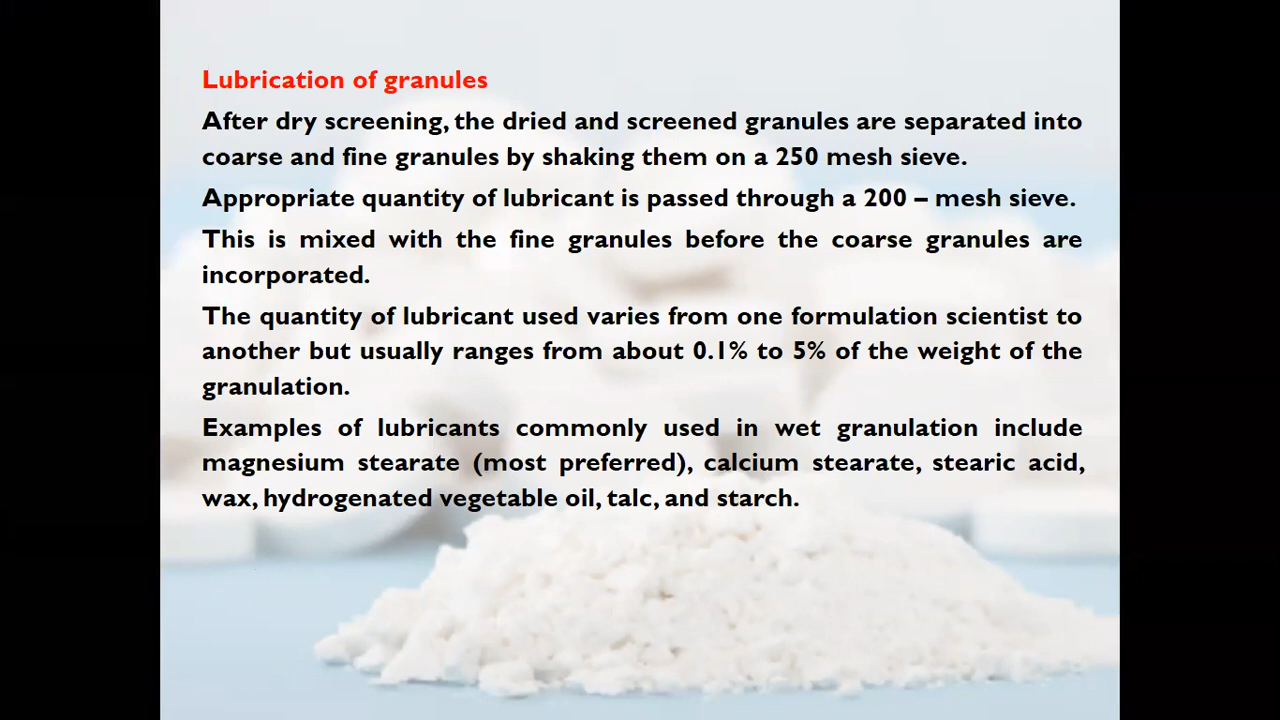 Lubrication of granules
After dry screening, the dried and screened granules are separated into
coarse and fine granules by shaking them on a 250 mesh sieve.
Appropriate quantity of lubricant is passed through a 200 – mesh sieve.
This is mixed with the fine granules before the coarse granules are
incorporated.
The quantity of lubricant used varies from one formulation scientist to
another but usually ranges from about 0.1% to 5% of the weight of the
granulation.
Examples of lubricants commonly used in wet granulation include
magnesium stearate (most preferred), calcium stearate, stearic acid,
wax, hydrogenated vegetable oil, talc, and starch.